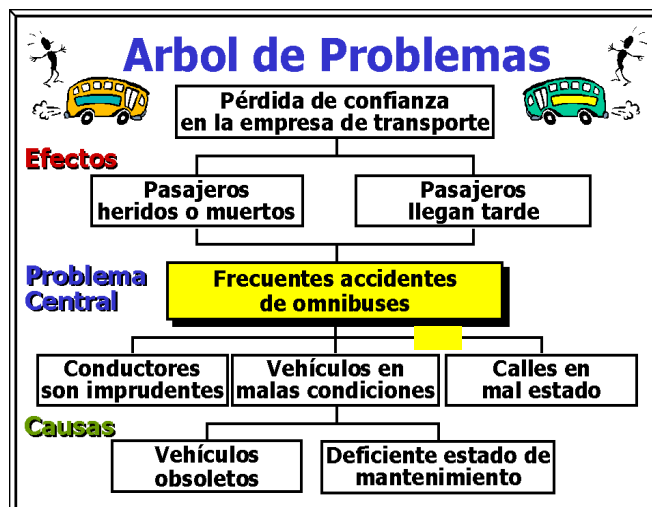 Arbol de Problemas
Pérdida de confianza
en la empresa de transporte
Efectos
Pasajeros
heridos o muertos
Pasajeros
llegan tarde
Problema
Central
Frecuentes accidentes
de omnibuses
Conductores
son imprudentes
Vehículos en
malas condiciones
Calles en
mal estado
Causas
Vehículos
obsoletos
Deficiente estado de
mantenimiento